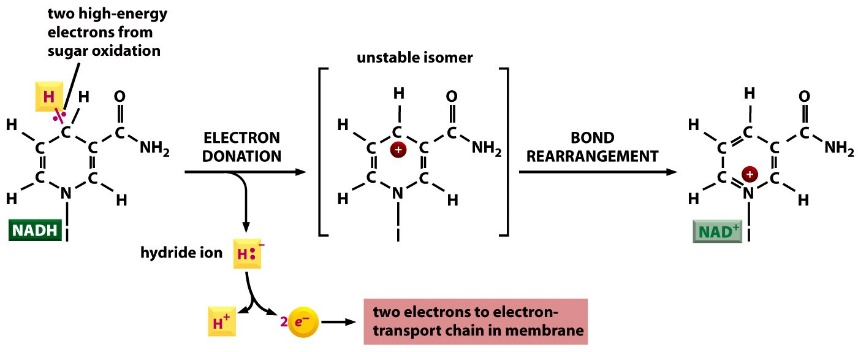 two high-energy
electrons from
sugar oxidation
unstable isomer
H
H
O
H
C
C
C
C
NH2
C
C
H
N
H
NADH
ELECTRON
DONATION
H
O
H
C
C
+
C
C
NH2
C
C
H
N
H
BOND
REARRANGEMENT
H
O
H
C
C
C
C
NH2
C
+
C
H
N
H
NAD+
hydride ion
H:−
H+
2 e−
two electrons to electron-
transport chain in membrane